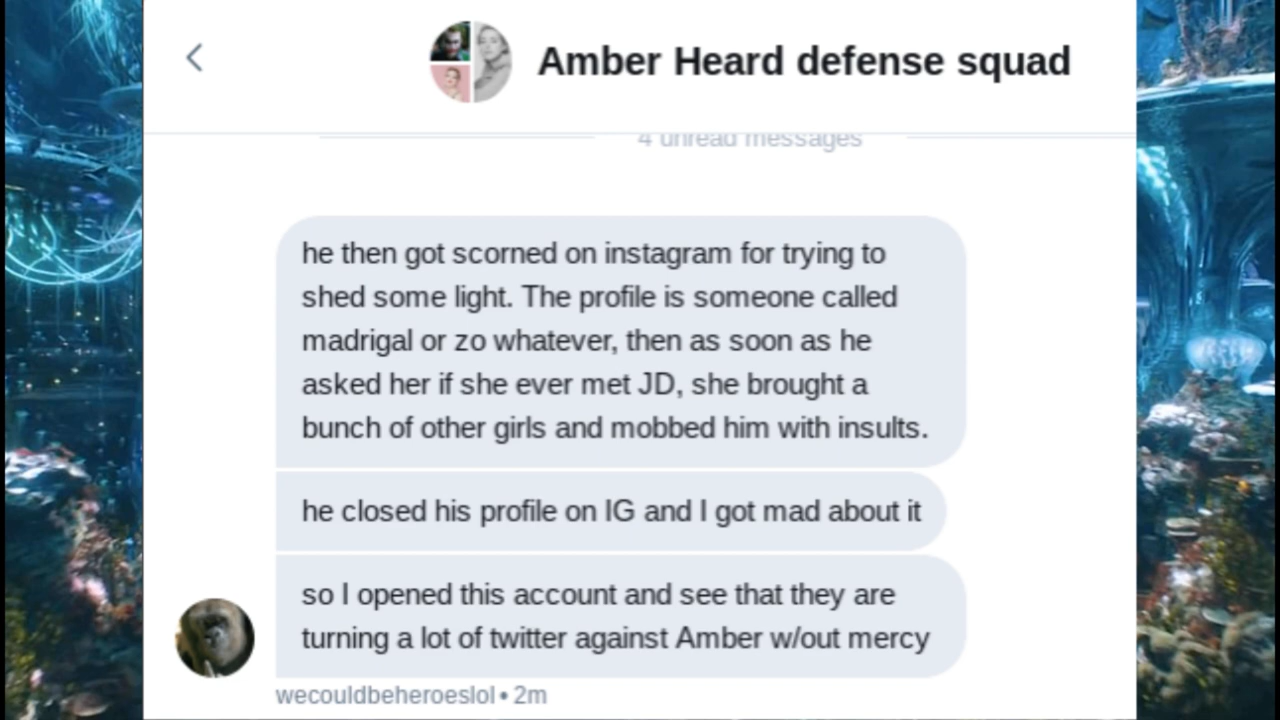 Amber Heard defense squad
4 unread messages
he then got scorned on instagram for trying to
shed some light. The profile is someone called
madrigal or zo whatever, then as soon as he
asked her if she ever met JD, she brought a
bunch of other girls and mobbed him with insults.
he closed his profile on IG and I got mad about it
so I opened this account and see that they are
turning a lot of twitter against Amber w/out mercy
wecouldbeheroeslol • 2m